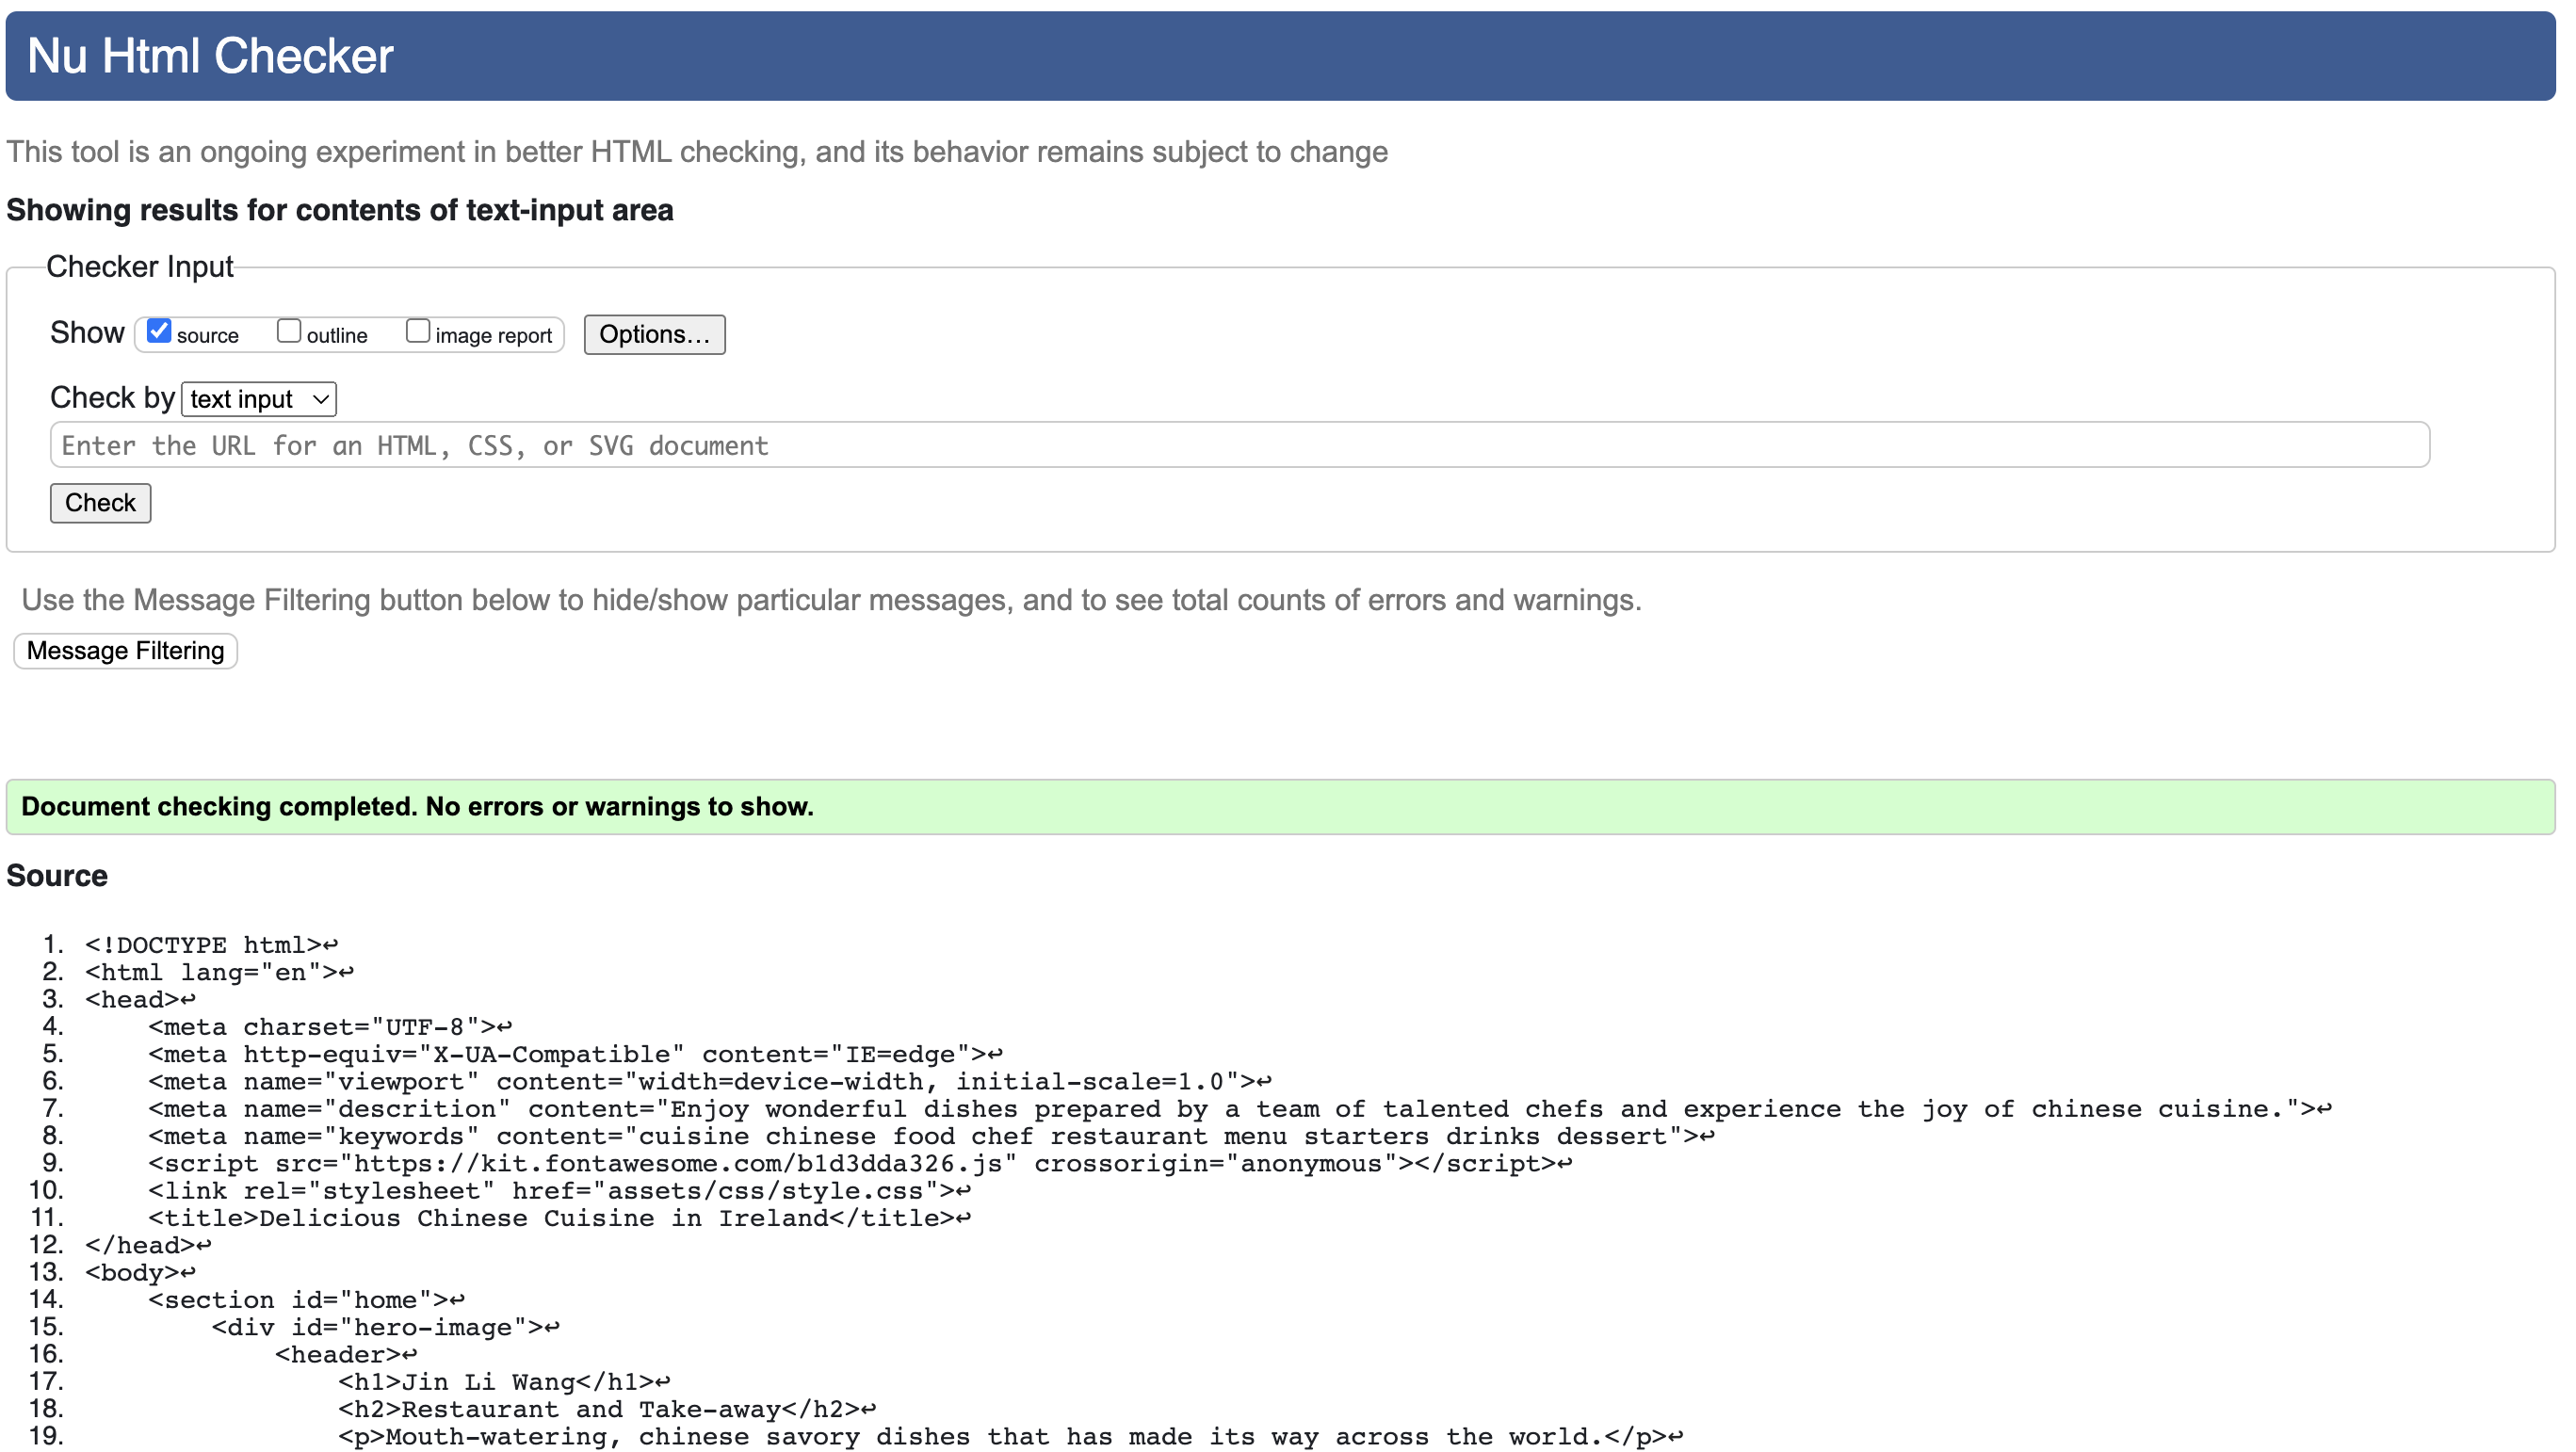 Nu Html Checker
This tool is an ongoing experiment in better HTML checking, and its behavior remains subject to change
Showing results for contents of text-input area
Checker Input
Show source outline image report Options...
Check by text input
Enter the URL for an HTML, CSS, or SVG document
Check
Use the Message Filtering button below to hide/show particular messages, and to see total counts of errors and warnings.
Message Filtering
Document checking completed. No errors or warnings to show.
Source
1. <!DOCTYPE html>↩
2. <html lang="en">↩
3. <head>↩
4. <meta charset="UTF-8">↩
5. <meta http-equiv="X-UA-Compatible" content="IE=edge">↩
6. <meta name="viewport" content="width=device-width, initial-scale=1.0">↩
7. <meta name="descrition" content="Enjoy wonderful dishes prepared by a team of talented chefs and experience the joy of chinese cuisine.">↩
8. <meta name="keywords" content="cuisine chinese food chef restaurant menu starters drinks dessert">↩
9. <script src="https://kit.fontawesome.com/b1d3dda326.js" crossorigin="anonymous"></script>↩
10. <link rel="stylesheet" href="assets/css/style.css">↩
11. <title>Delicious Chinese Cuisine in Ireland</title>↩
12. </head>↩
13. <body>↩
14. <section id="home">↩
15. <div id="hero-image">↩
16. <header>↩
17. <h1>Jin Li Wang</h1>↩
18. <h2>Restaurant and Take-away</h2>↩
19. <p>Mouth-watering, chinese savory dishes that has made its way across the world.</p>↩